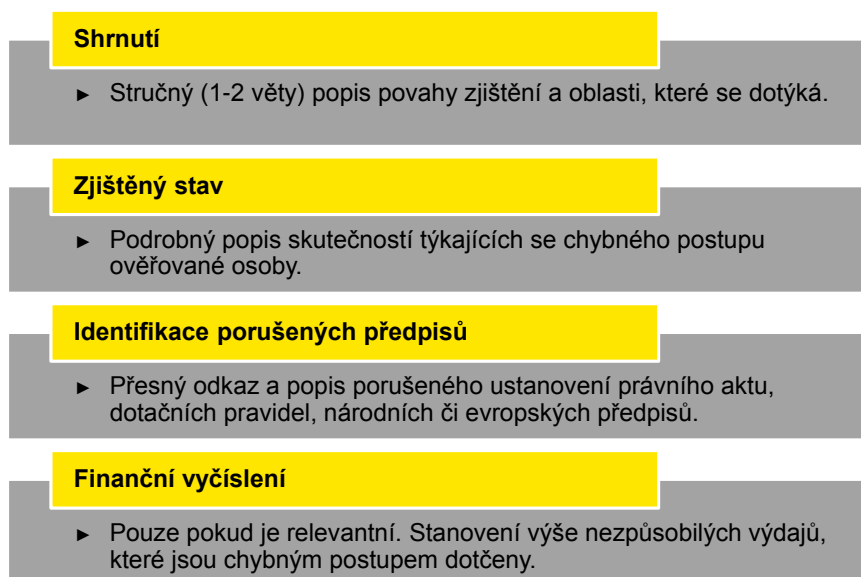 Shrnutí
► Stručný (1-2 věty) popis povahy zjištění a oblasti, které se dotýká.
Zjištěný stav
► Podrobný popis skutečností týkajících se chybného postupu
ověřované osoby.
Identifikace porušených předpisů
► Přesný odkaz a popis porušeného ustanovení právního aktu,
dotačních pravidel, národních či evropských předpisů.
Finanční vyčíslení
► Pouze pokud je relevantní. Stanovení výše nezpůsobilých výdajů,
které jsou chybným postupem dotčeny.